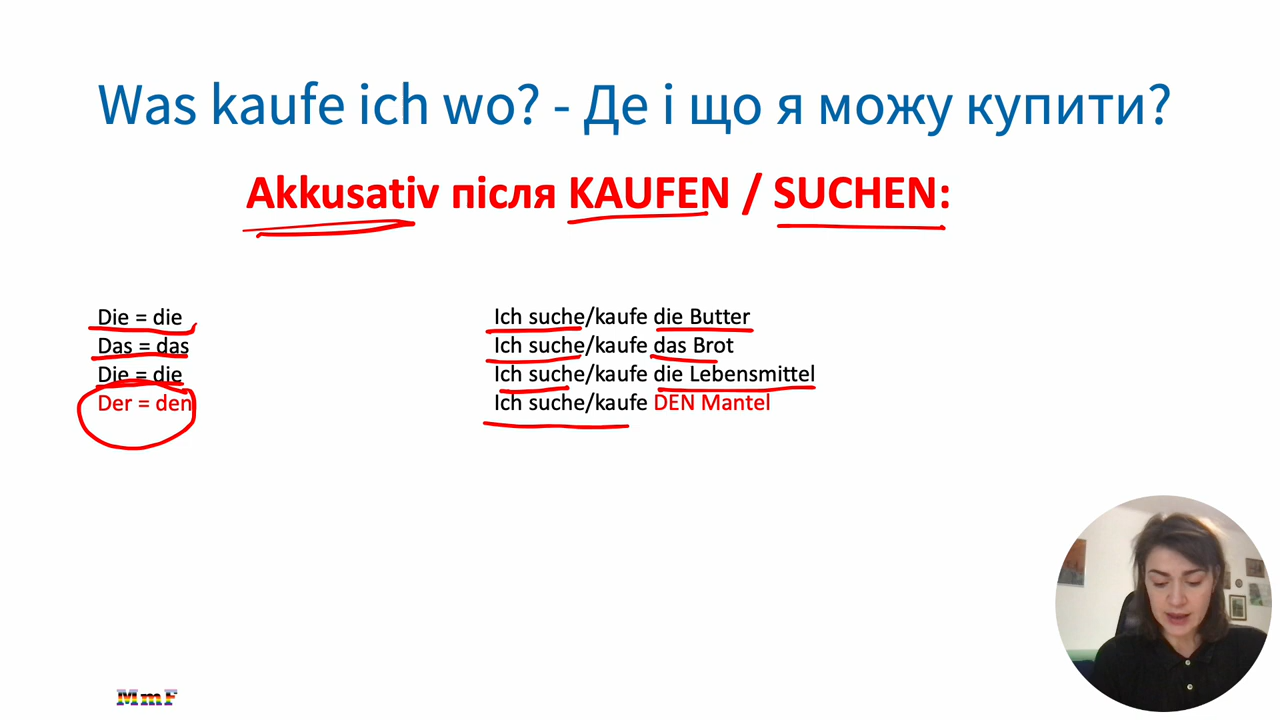 Was kaufe ich wo? - Де і що я можу купити?
Akkusativ після KAUFEN / SUCHEN:
Die = die
Das = das
Die = die
Der = den
Ich suche/kaufe die Butter
Ich suche/kaufe das Brot
Ich suche/kaufe die Lebensmittel
Ich suche/kaufe DEN Mantel
MmF